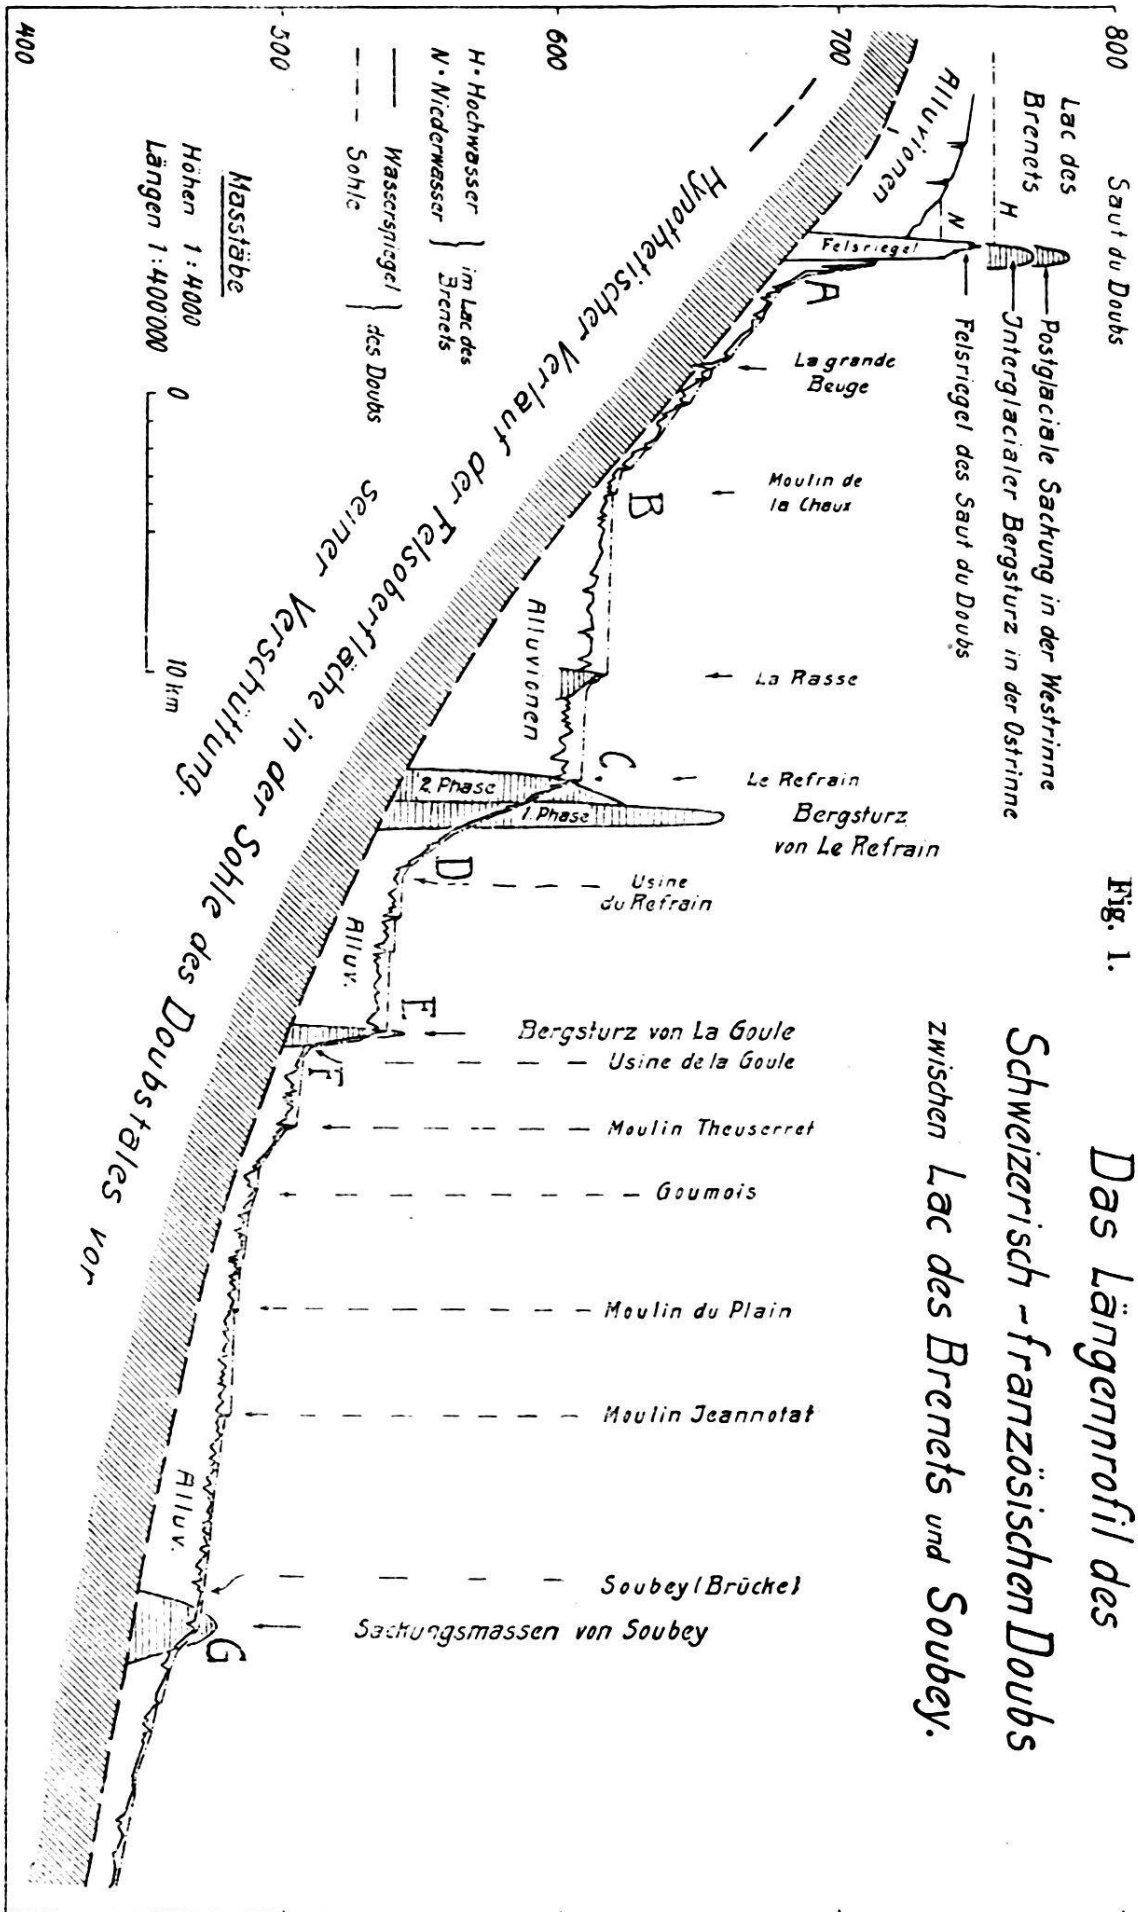 Fig. 1.
Das Längenprofil des
Schweizerisch - französischen Doubs
zwischen Lac des Brenets und Soubey.
800
700
600
500
400
Saut du Doubs
Lac des
Brenets
Postglaciale Sackung in der Westrinne
Interglacialer Bergsturz in der Ostrinne
Felsriegel des Saut du Doubs
H
N
Alluvionen
Felsriegel
A
La grande
Beuge
Moulin de
la Chaux
B
La Rasse
Alluvionen
C
Le Refrain
2. Phase
1. Phase
Bergsturz
von Le Refrain
D
Usine
du Refrain
Alluv.
E
Bergsturz von La Goule
Usine de la Goule
F
Moulin Theuserret
Goumois
Moulin du Plain
Moulin Jeannotat
Alluv.
Soubey (Brücke)
Sackungsmassen von Soubey
G
Hypothetischer Verlauf der Felsoberfläche in der Sohle des Doubstales vor
seiner Verschüttung.
H • Hochwasser
N • Niederwasser
im Lac des
Brenets
Wasserspiegel
Sohle
des Doubs
Masstäbe
Höhen 1 : 4000
Längen 1 : 400'000
0
10 km